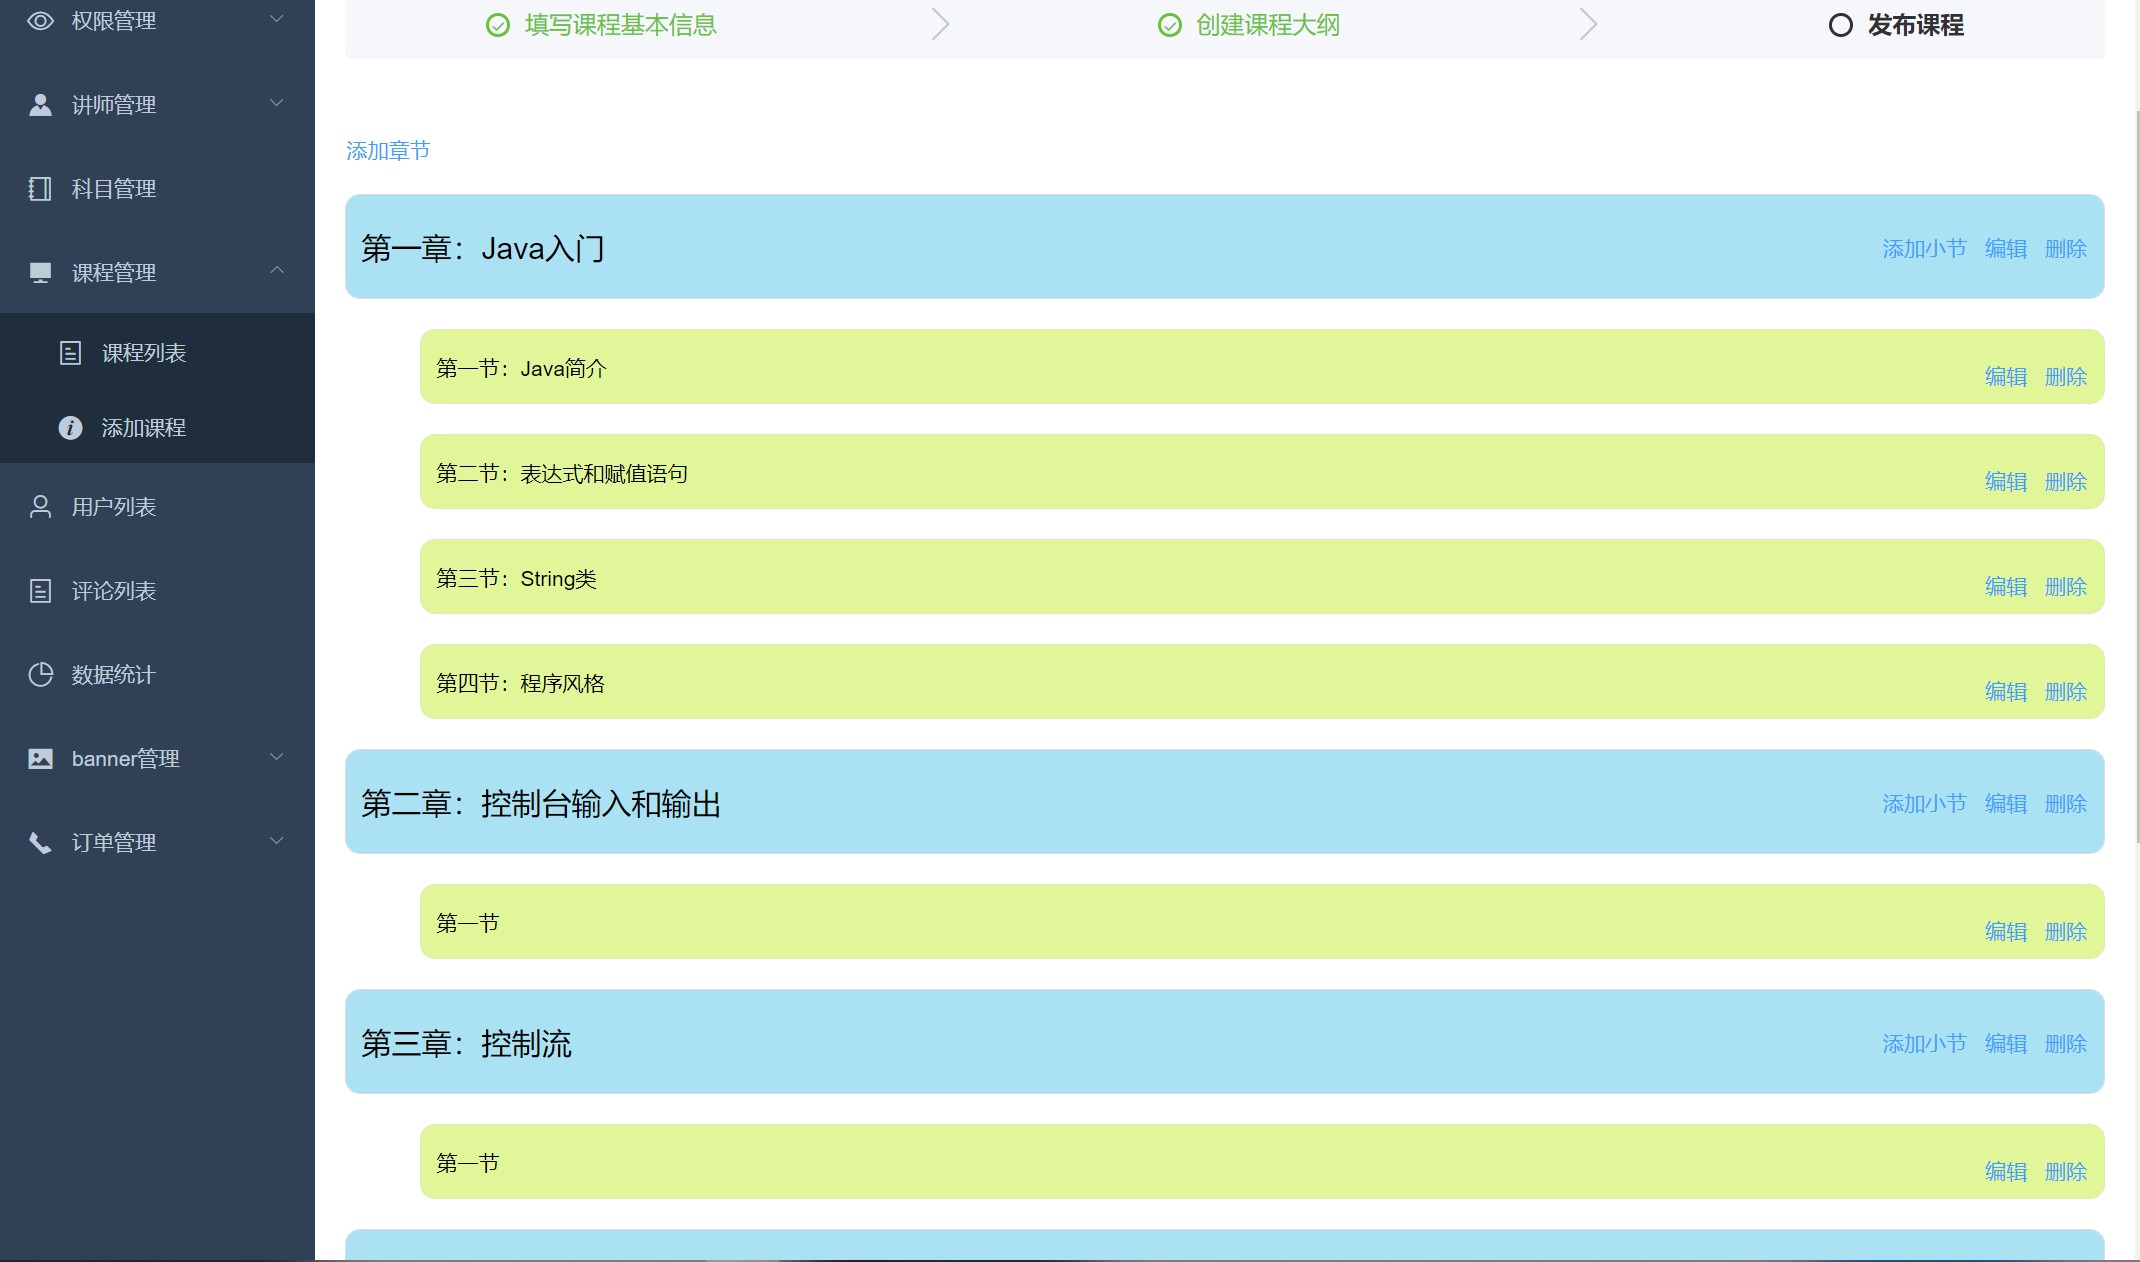 权限管理
讲师管理
科目管理
课程管理
课程列表
添加课程
用户列表
评论列表
数据统计
banner管理
订单管理
填写课程基本信息 创建课程大纲 发布课程
添加章节
第一章：Java入门 添加小节 编辑 删除
第一节：Java简介 编辑 删除
第二节：表达式和赋值语句 编辑 删除
第三节：String类 编辑 删除
第四节：程序风格 编辑 删除
第二章：控制台输入和输出 添加小节 编辑 删除
第一节 编辑 删除
第三章：控制流 添加小节 编辑 删除
第一节 编辑 删除